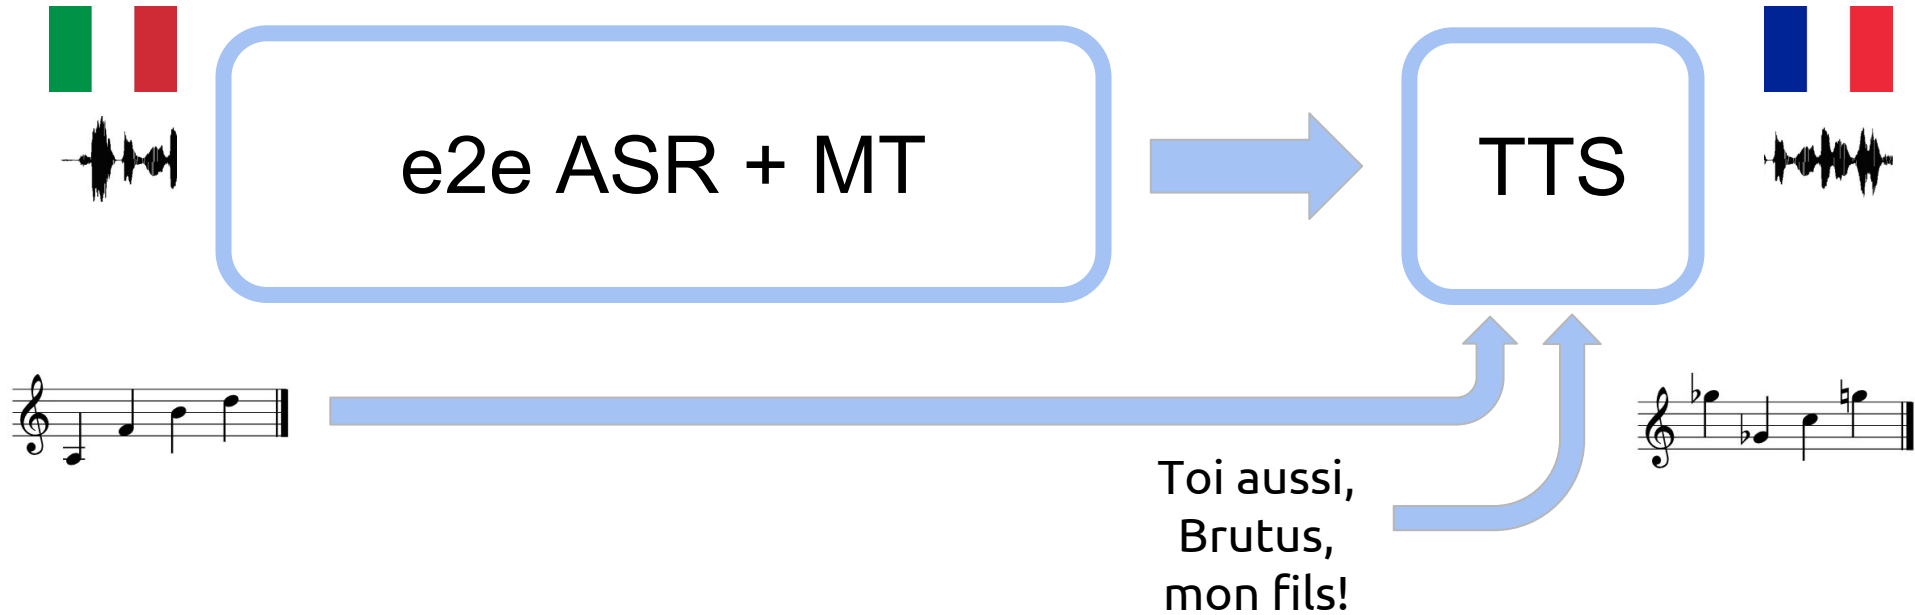 e2e ASR + MT
TTS
Toi aussi,
Brutus,
mon fils!